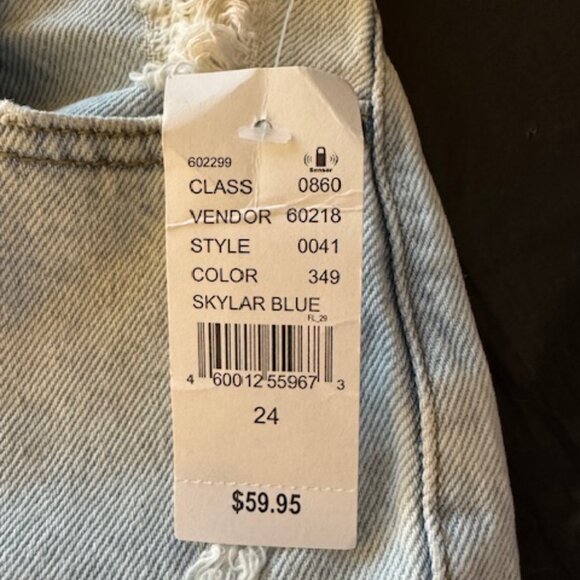 602299
Sensor
CLASS 0860
VENDOR 60218
STYLE 0041
COLOR 349
SKYLAR BLUE
FL_29
4 60012 55967 3
24
$59.95